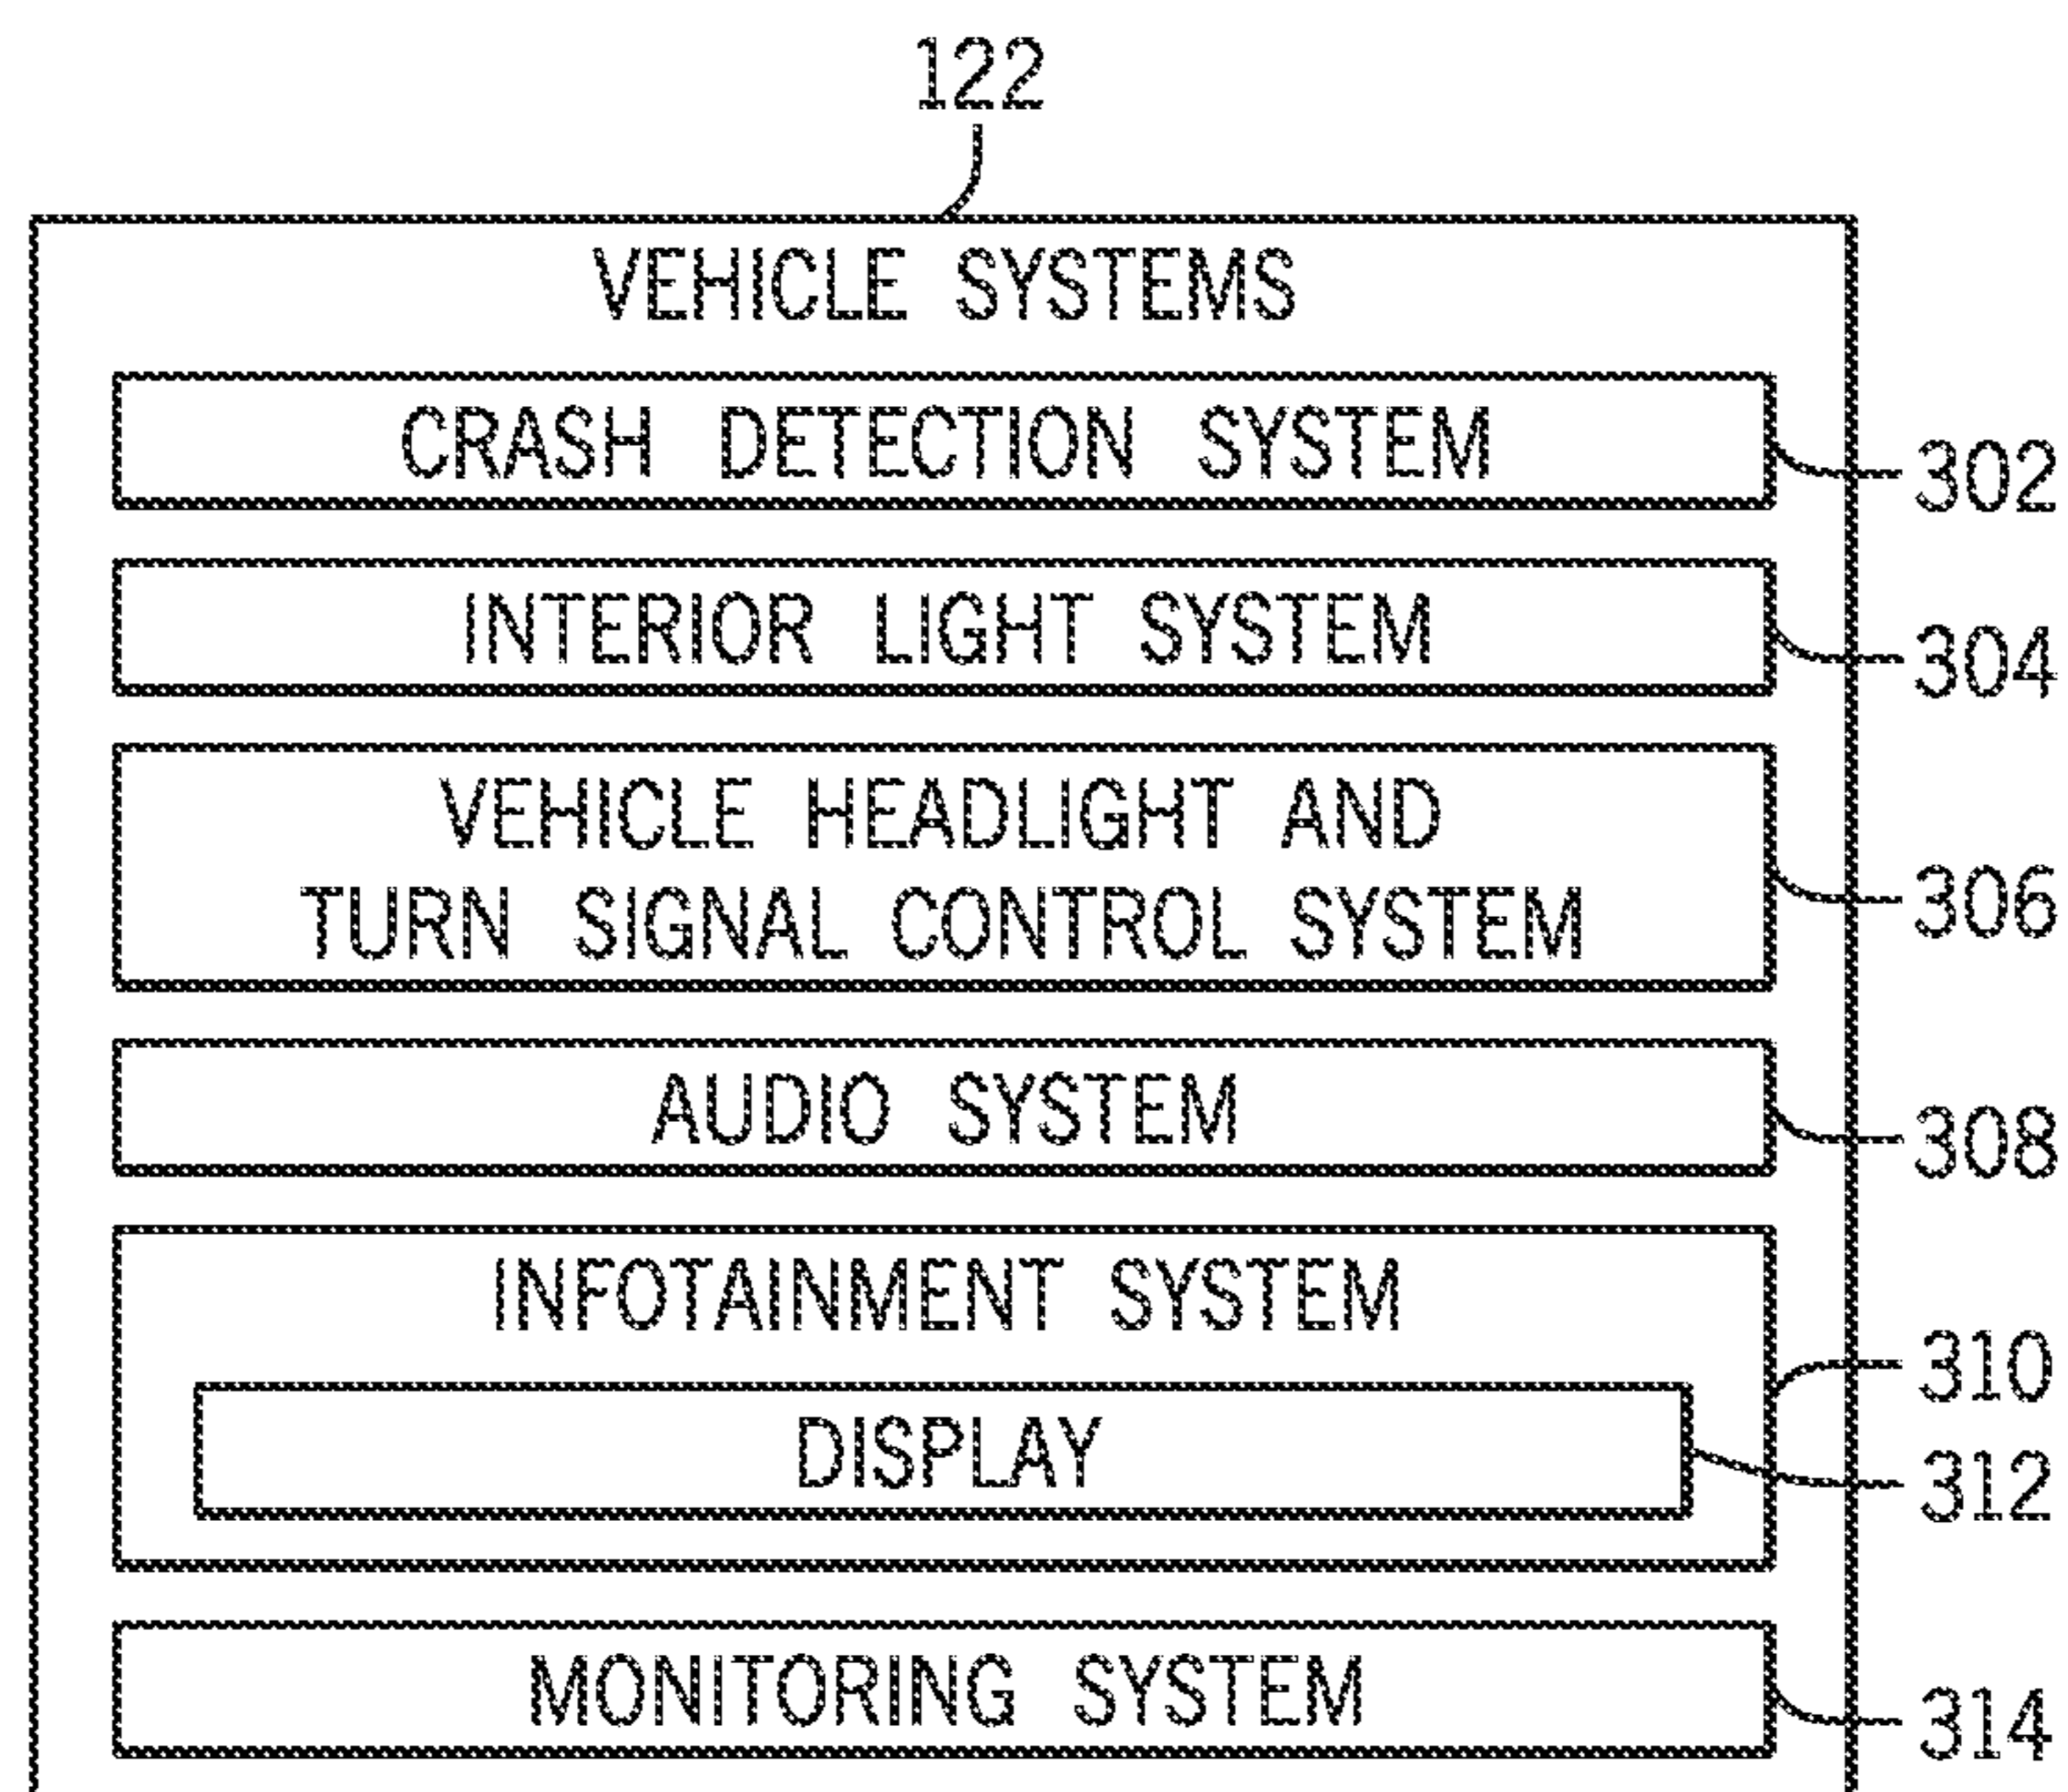 122
VEHICLE SYSTEMS
CRASH DETECTION SYSTEM
302
INTERIOR LIGHT SYSTEM
304
VEHICLE HEADLIGHT AND
TURN SIGNAL CONTROL SYSTEM
306
AUDIO SYSTEM
308
INFOTAINMENT SYSTEM
310
DISPLAY
312
MONITORING SYSTEM
314